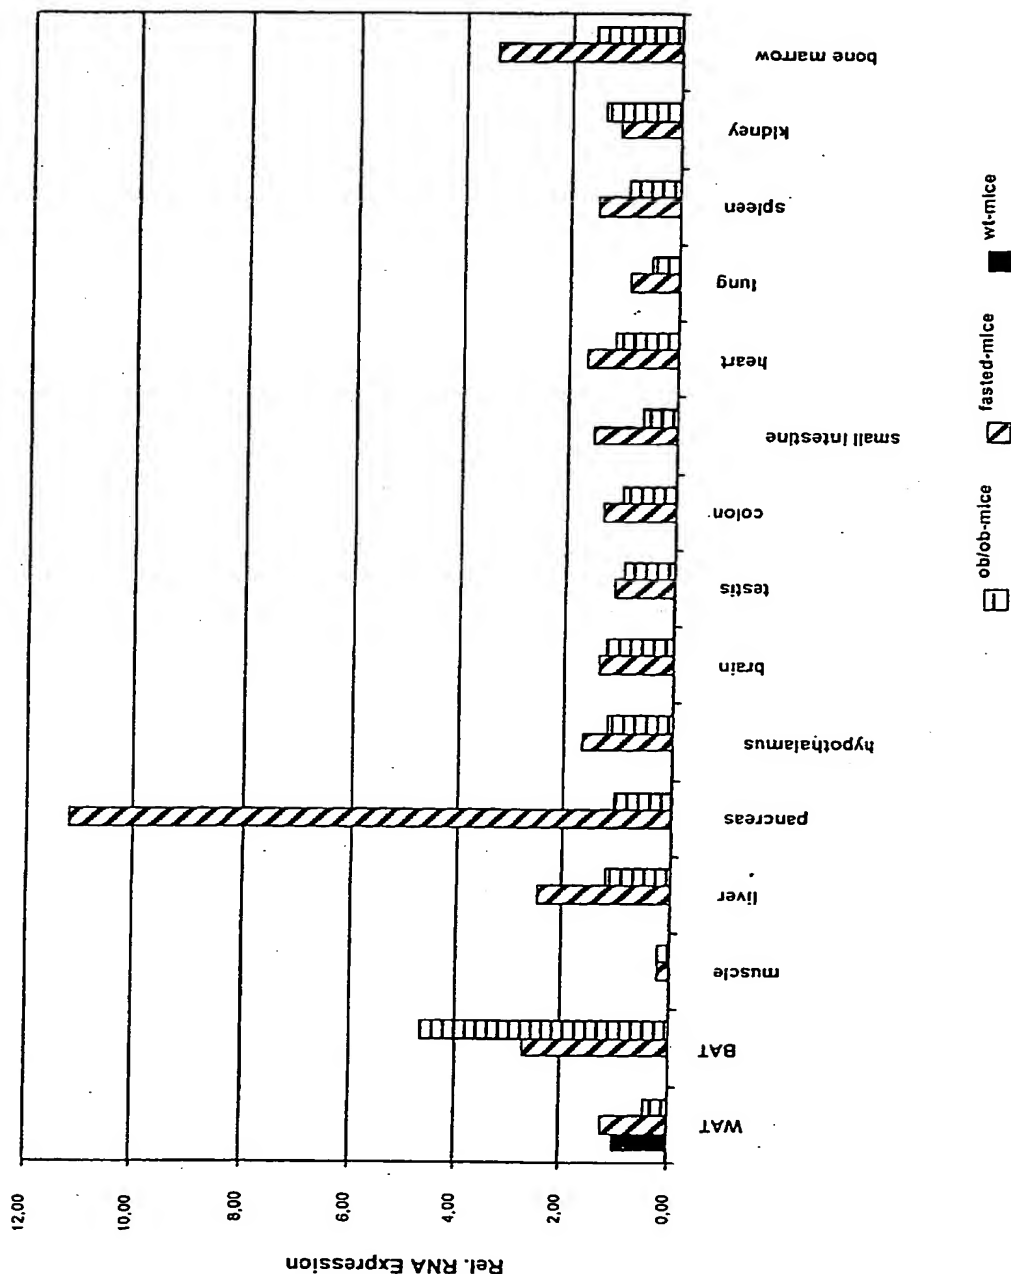 Rel. RNA Expression
12,00
10,00
8,00
6,00
4,00
2,00
0,00
WAT
BAT
muscle
liver
pancreas
hypothalamus
brain
testis
colon
small intestine
heart
lung
spleen
kidney
bone marrow
ob/ob-mice
fasted-mice
wt-mice